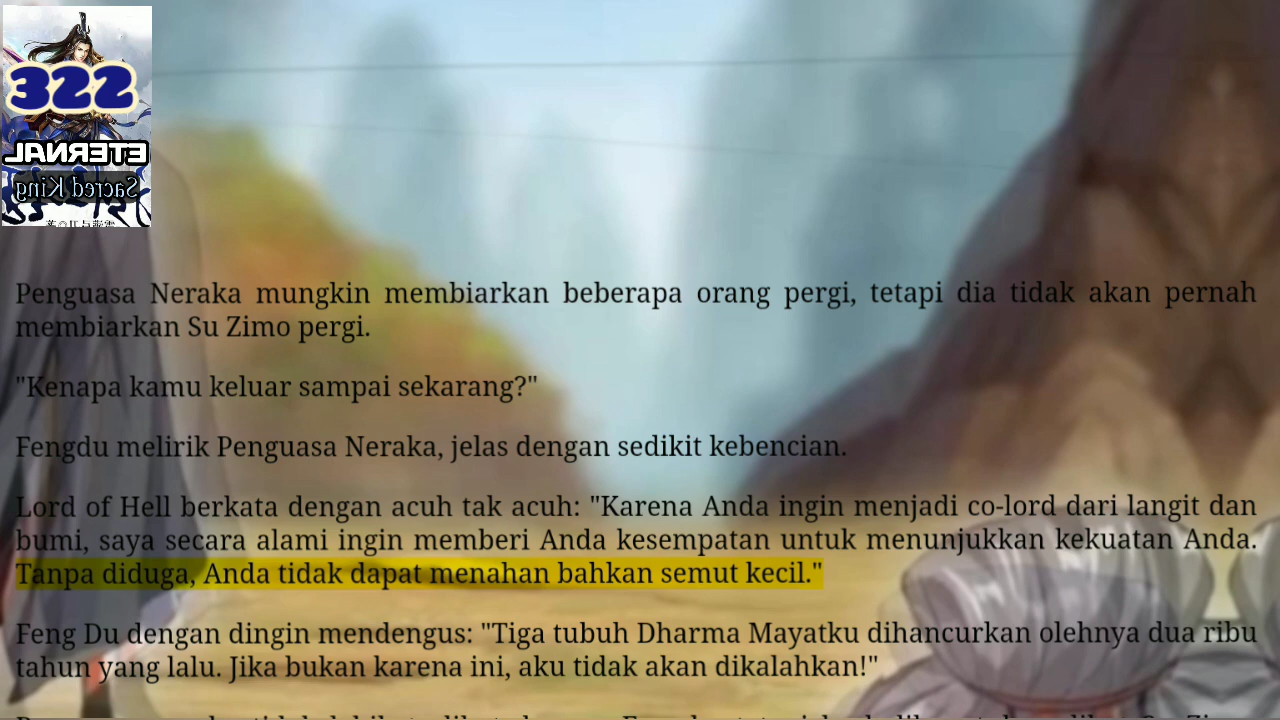 322
ETERNAL
Sacred King
Penguasa Neraka mungkin membiarkan beberapa orang pergi, tetapi dia tidak akan pernah
membiarkan Su Zimo pergi.
"Kenapa kamu keluar sampai sekarang?"
Fengdu melirik Penguasa Neraka, jelas dengan sedikit kebencian.
Lord of Hell berkata dengan acuh tak acuh: "Karena Anda ingin menjadi co-lord dari langit dan
bumi, saya secara alami ingin memberi Anda kesempatan untuk menunjukkan kekuatan Anda.
Tanpa diduga, Anda tidak dapat menahan bahkan semut kecil."
Feng Du dengan dingin mendengus: "Tiga tubuh Dharma Mayatku dihancurkan olehnya dua ribu
tahun yang lalu. Jika bukan karena ini, aku tidak akan dikalahkan!"